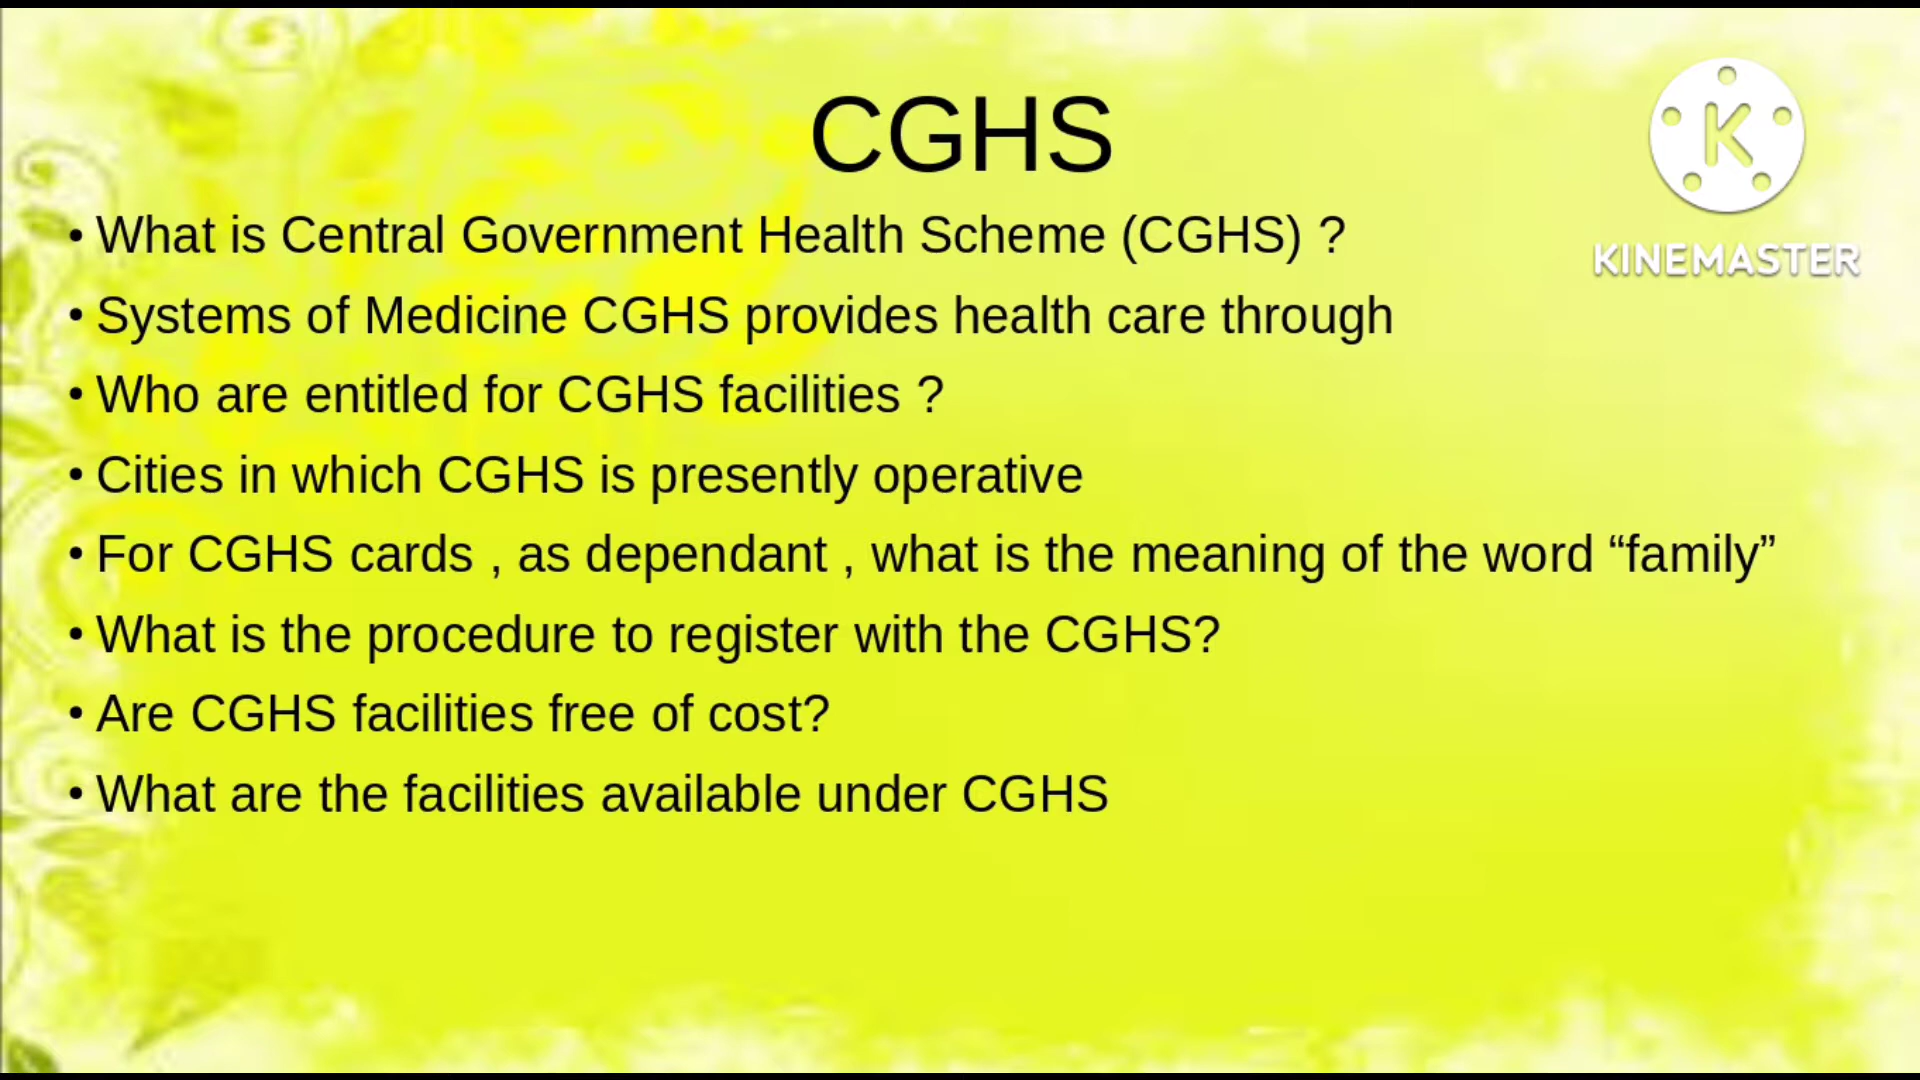 CGHS
• What is Central Government Health Scheme (CGHS) ?
• Systems of Medicine CGHS provides health care through
• Who are entitled for CGHS facilities ?
• Cities in which CGHS is presently operative
• For CGHS cards , as dependant , what is the meaning of the word “family”
• What is the procedure to register with the CGHS?
• Are CGHS facilities free of cost?
• What are the facilities available under CGHS
K
KINEMASTER